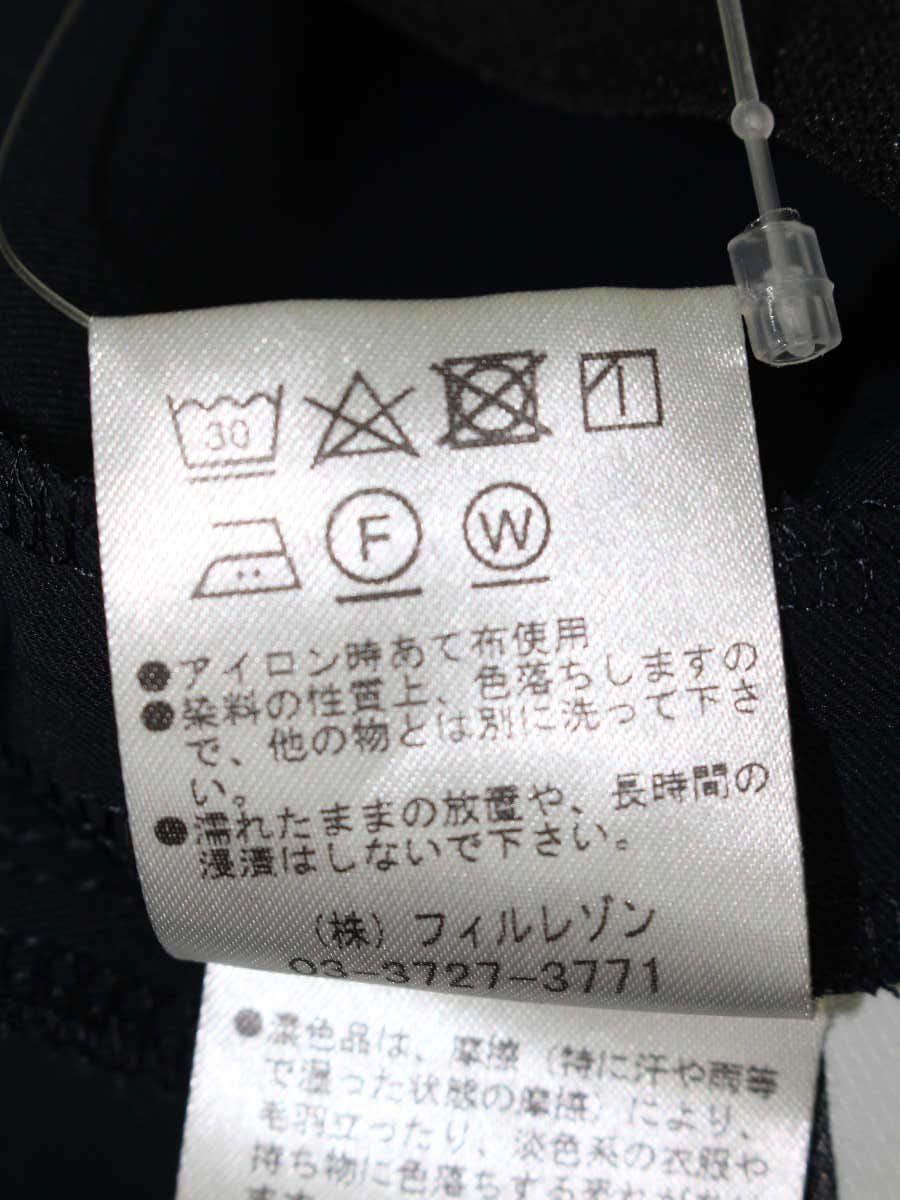 30
F W
●アイロン時あて布使用
●染料の性質上、色落ちしますの
で、他の物とは別に洗って下さ
い。
●濡れたままの放置や、長時間の
浸漬はしないで下さい。
(株)フィルレゾン
03-3727-3771
●濃色品は、摩擦(特に汗や雨等
で湿った状態の摩擦)により、
毛羽立ったり、淡色系の衣服や
持ち物に色落ちする恐れが
ます